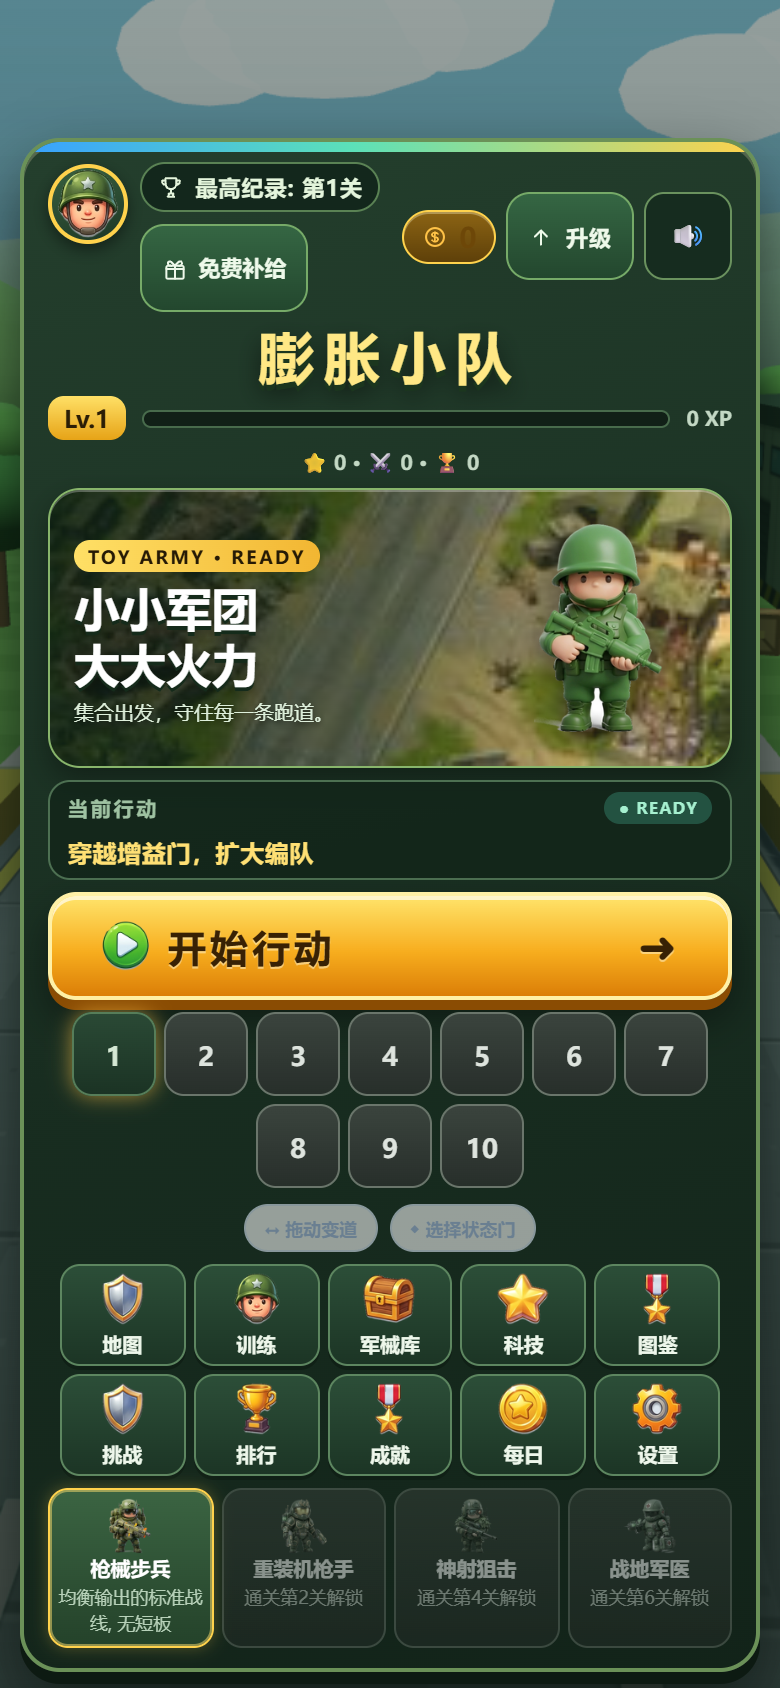 最高纪录: 第1关
免费补给
0
升级
膨胀小队
Lv.1
0 XP
0 • 0 • 0
TOY ARMY • READY
小小军团
大大火力
集合出发，守住每一条跑道。
当前行动
• READY
穿越增益门，扩大编队
开始行动 →
1 2 3 4 5 6 7
8 9 10
↔ 拖动变道
选择状态门
地图 训练 军械库 科技 图鉴
挑战 排行 成就 每日 设置
枪械步兵
均衡输出的标准战
线, 无短板
重装机枪手
通关第2关解锁
神射狙击
通关第4关解锁
战地军医
通关第6关解锁